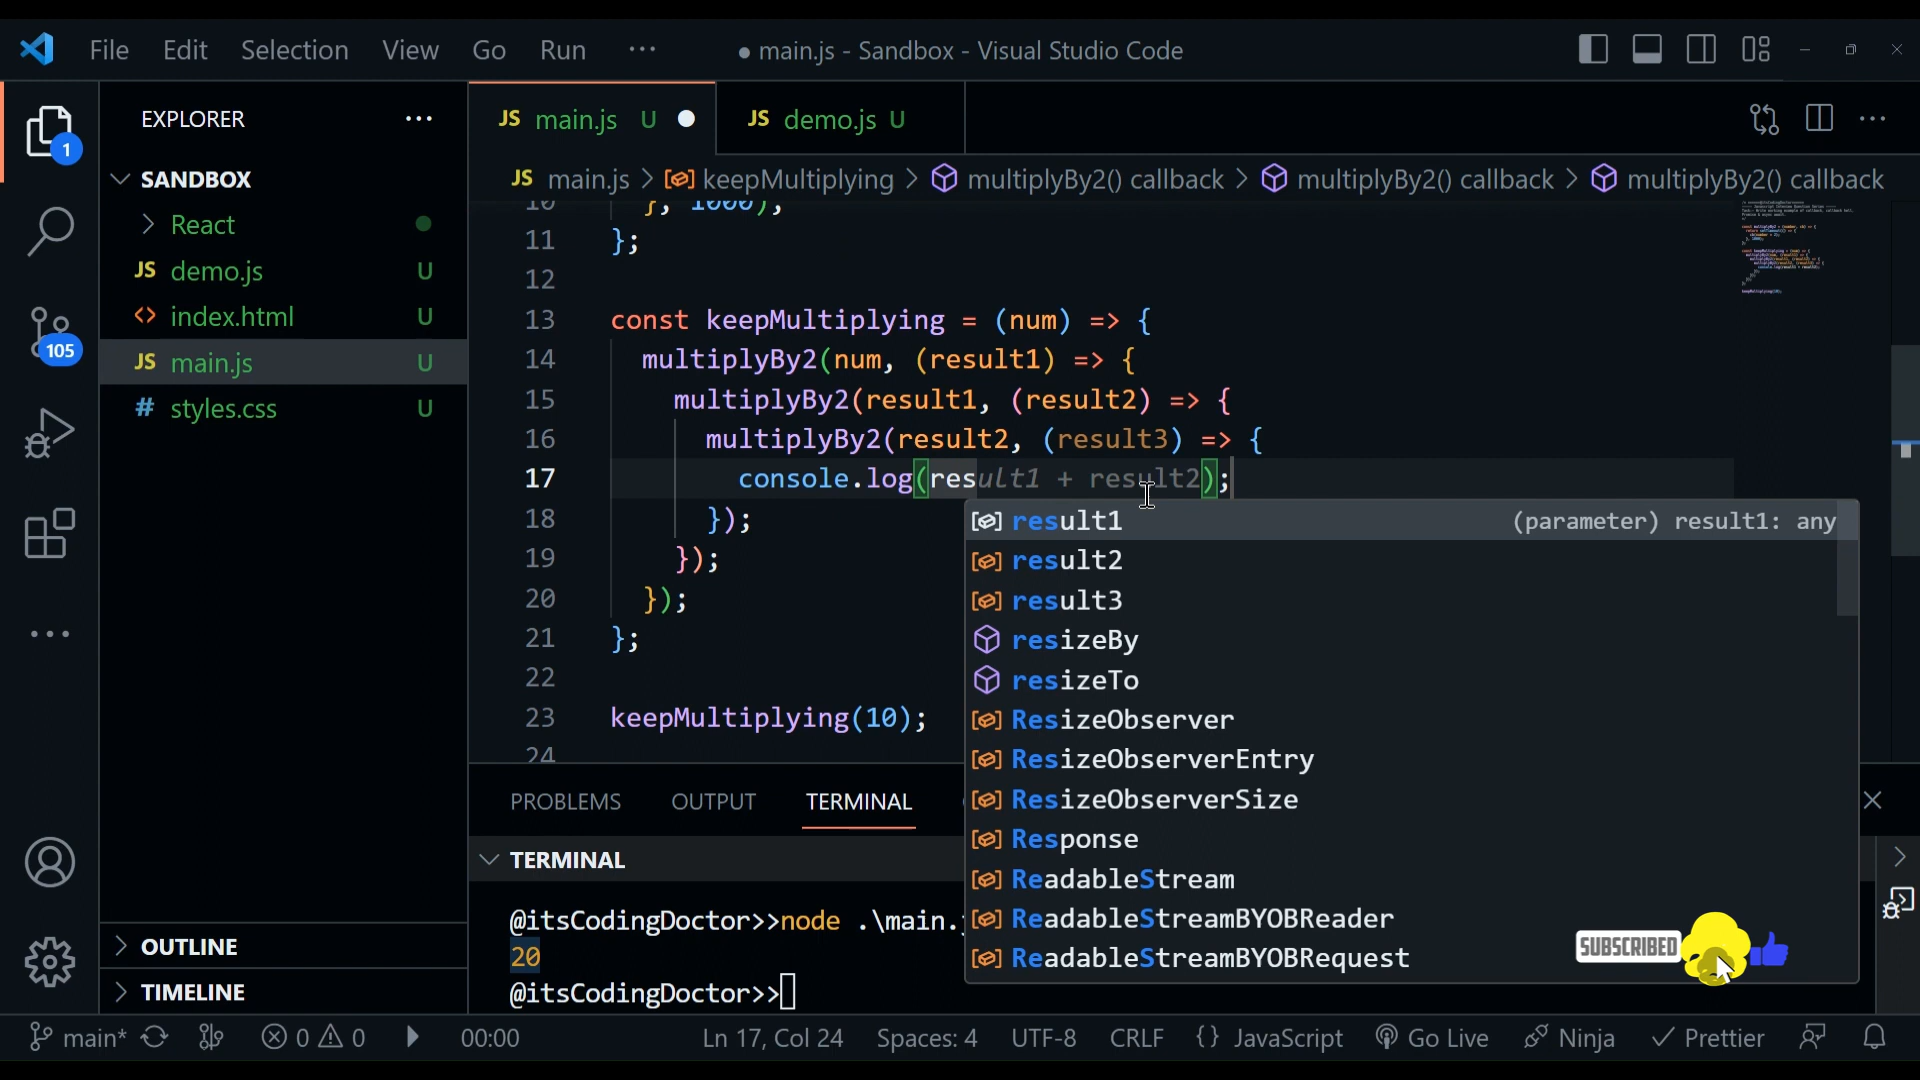 File Edit Selection View Go Run ··· ● main.js - Sandbox - Visual Studio Code
EXPLORER ···
JS main.js U ●
JS demo.js U
1
SANDBOX
JS main.js > keepMultiplying > multiplyBy2() callback > multiplyBy2() callback > multiplyBy2() callback
React
JS demo.js U
<> index.html U
JS main.js U
# styles.css U
105
10 }, 1000);
11 };
12
13 const keepMultiplying = (num) => {
14 multiplyBy2(num, (result1) => {
15 multiplyBy2(result1, (result2) => {
16 multiplyBy2(result2, (result3) => {
17 console.log(result1 + result2);
18 });
19 });
20 });
21 };
22
23 keepMultiplying(10);
24
result1 (parameter) result1: any
result2
result3
resizeBy
resizeTo
ResizeObserver
ResizeObserverEntry
ResizeObserverSize
Response
ReadableStream
ReadableStreamBYOBReader
ReadableStreamBYOBRequest
PROBLEMS OUTPUT TERMINAL
TERMINAL
@itsCodingDoctor>>node .\main.j
20
@itsCodingDoctor>>
SUBSCRIBED
OUTLINE
TIMELINE
main* 0 0 00:00 Ln 17, Col 24 Spaces: 4 UTF-8 CRLF {} JavaScript Go Live Ninja Prettier